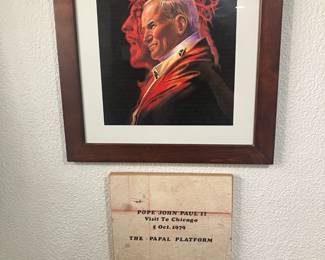 POPE JOHN PAUL II
Visit To Chicago
5 Oct. 1979
THE PAPAL PLATFORM